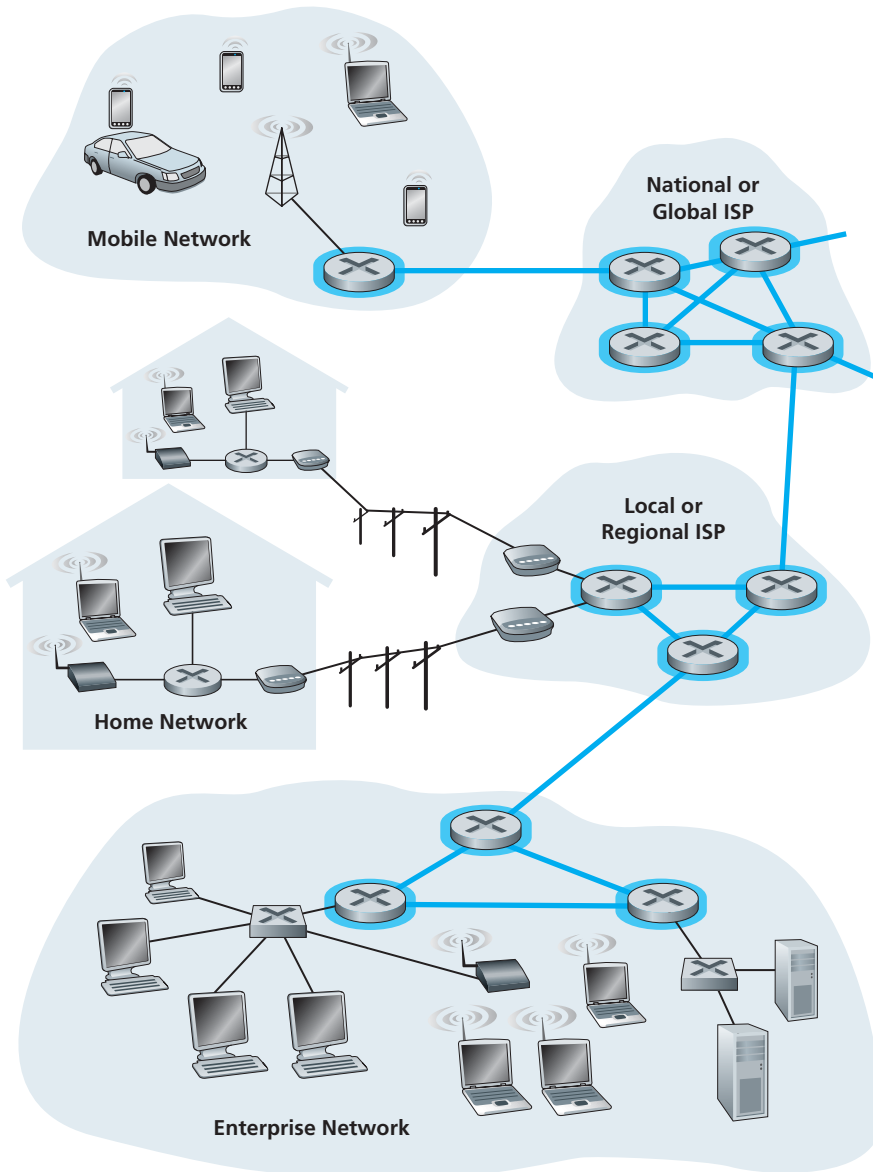 Mobile Network
National or
Global ISP
Local or
Regional ISP
Home Network
Enterprise Network